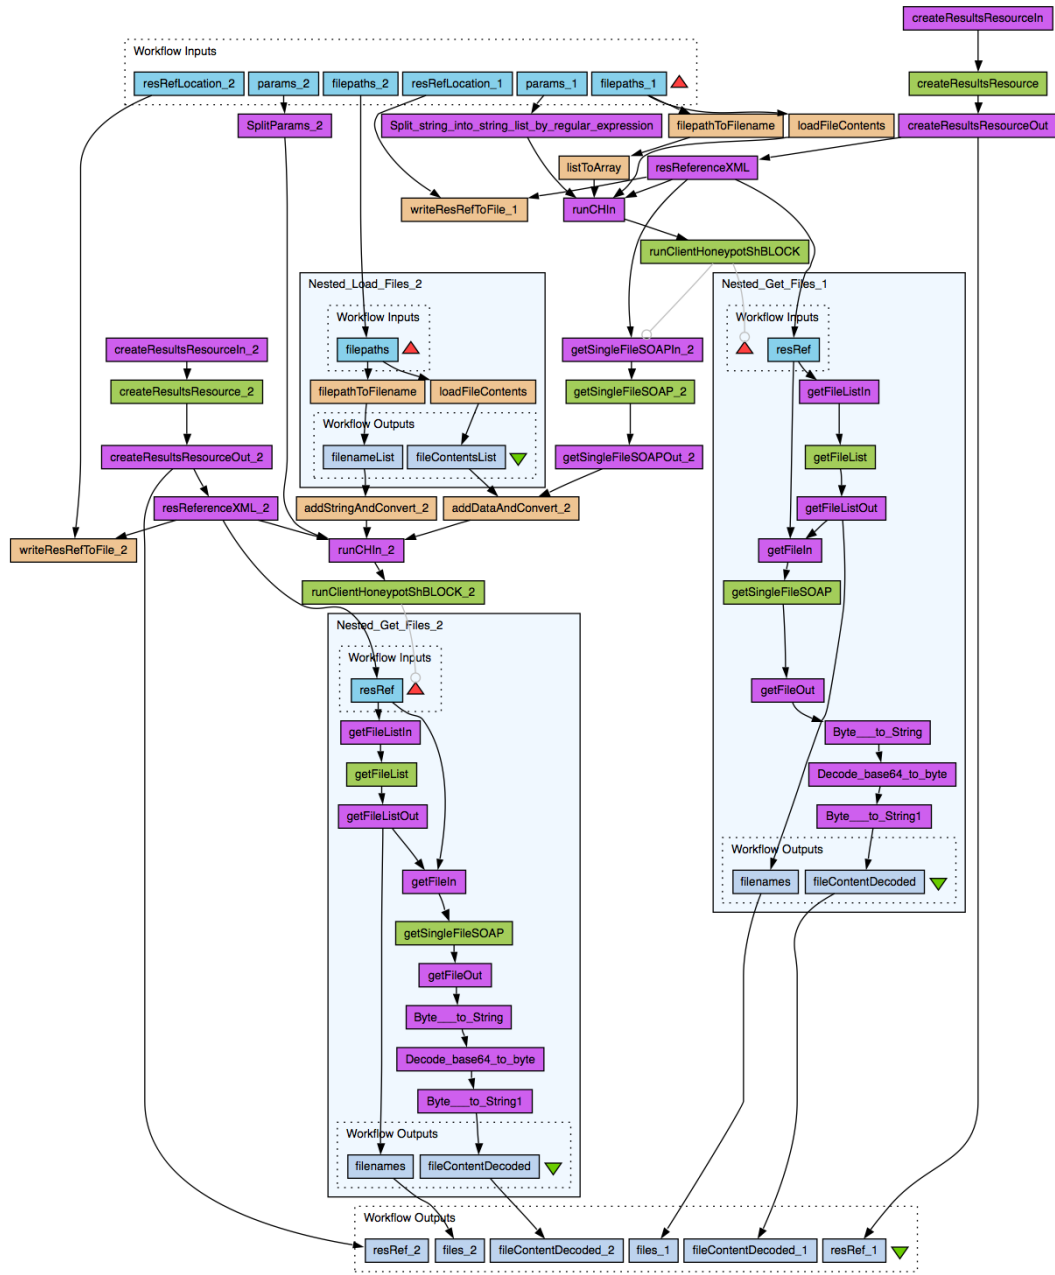 createResultsResourceIn
Workflow Inputs
resRefLocation_2 params_2 filepaths_2 resRefLocation_1 params_1 filepaths_1
createResultsResource
SplitParams_2 Split_string_into_string_list_by_regular_expression filepathToFilename loadFileContents createResultsResourceOut
listToArray resReferenceXML
writeResRefToFile_1 runCHIn
runClientHoneypotShBLOCK
Nested_Load_Files_2 Nested_Get_Files_1
Workflow Inputs Workflow Inputs
createResultsResourceIn_2 filepaths getSingleFileSOAPIn_2 resRef
createResultsResource_2 filepathToFilename loadFileContents getSingleFileSOAP_2 getFileListIn
Workflow Outputs
createResultsResourceOut_2 filenameList fileContentsList getSingleFileSOAPOut_2 getFileList
resReferenceXML_2 addStringAndConvert_2 addDataAndConvert_2 getFileListOut
writeResRefToFile_2 runCHIn_2 getFileIn
runClientHoneypotShBLOCK_2 getSingleFileSOAP
Nested_Get_Files_2
Workflow Inputs
resRef getFileOut
getFileListIn Byte___to_String
getFileList Decode_base64_to_byte
getFileListOut Byte___to_String1
Workflow Outputs
getFileIn filenames fileContentDecoded
getSingleFileSOAP
getFileOut
Byte___to_String
Decode_base64_to_byte
Byte___to_String1
Workflow Outputs
filenames fileContentDecoded
Workflow Outputs
resRef_2 files_2 fileContentDecoded_2 files_1 fileContentDecoded_1 resRef_1